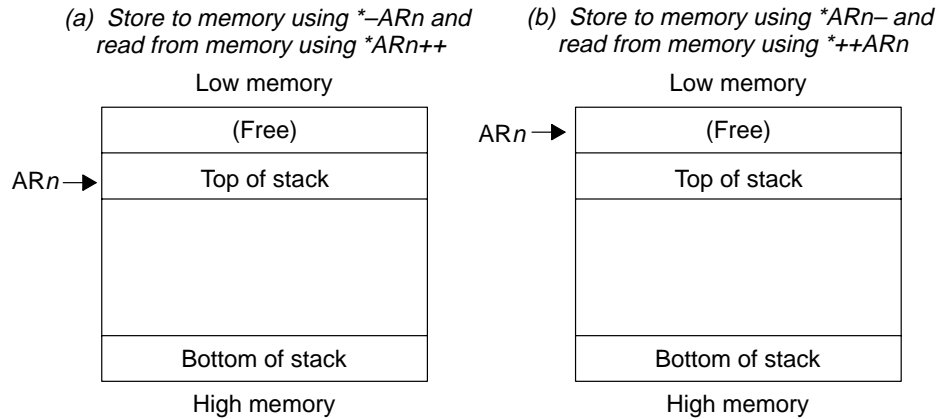 (a) Store to memory using *–ARn and
read from memory using *ARn++
Low memory
(Free)
ARn
Top of stack
Bottom of stack
High memory
(b) Store to memory using *ARn– and
read from memory using *++ARn
Low memory
ARn
(Free)
Top of stack
Bottom of stack
High memory